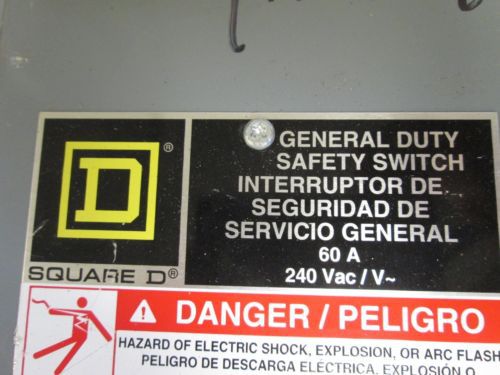 D®
SQUARE D®
GENERAL DUTY
SAFETY SWITCH
INTERRUPTOR DE
SEGURIDAD DE
SERVICIO GENERAL
60 A
240 Vac / V~
DANGER / PELIGRO
HAZARD OF ELECTRIC SHOCK, EXPLOSION, OR ARC FLASH
PELIGRO DE DESCARGA ELÉCTRICA, EXPLOSIÓN O